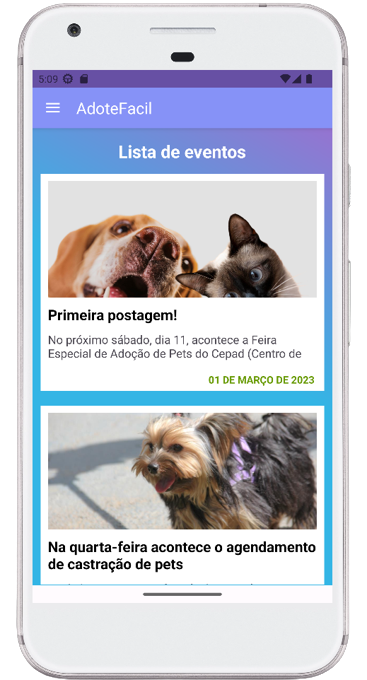 5:09
AdoteFacil
Lista de eventos
Primeira postagem!
No próximo sábado, dia 11, acontece a Feira
Especial de Adoção de Pets do Cepad (Centro de
01 DE MARÇO DE 2023
Na quarta-feira acontece o agendamento
de castração de pets